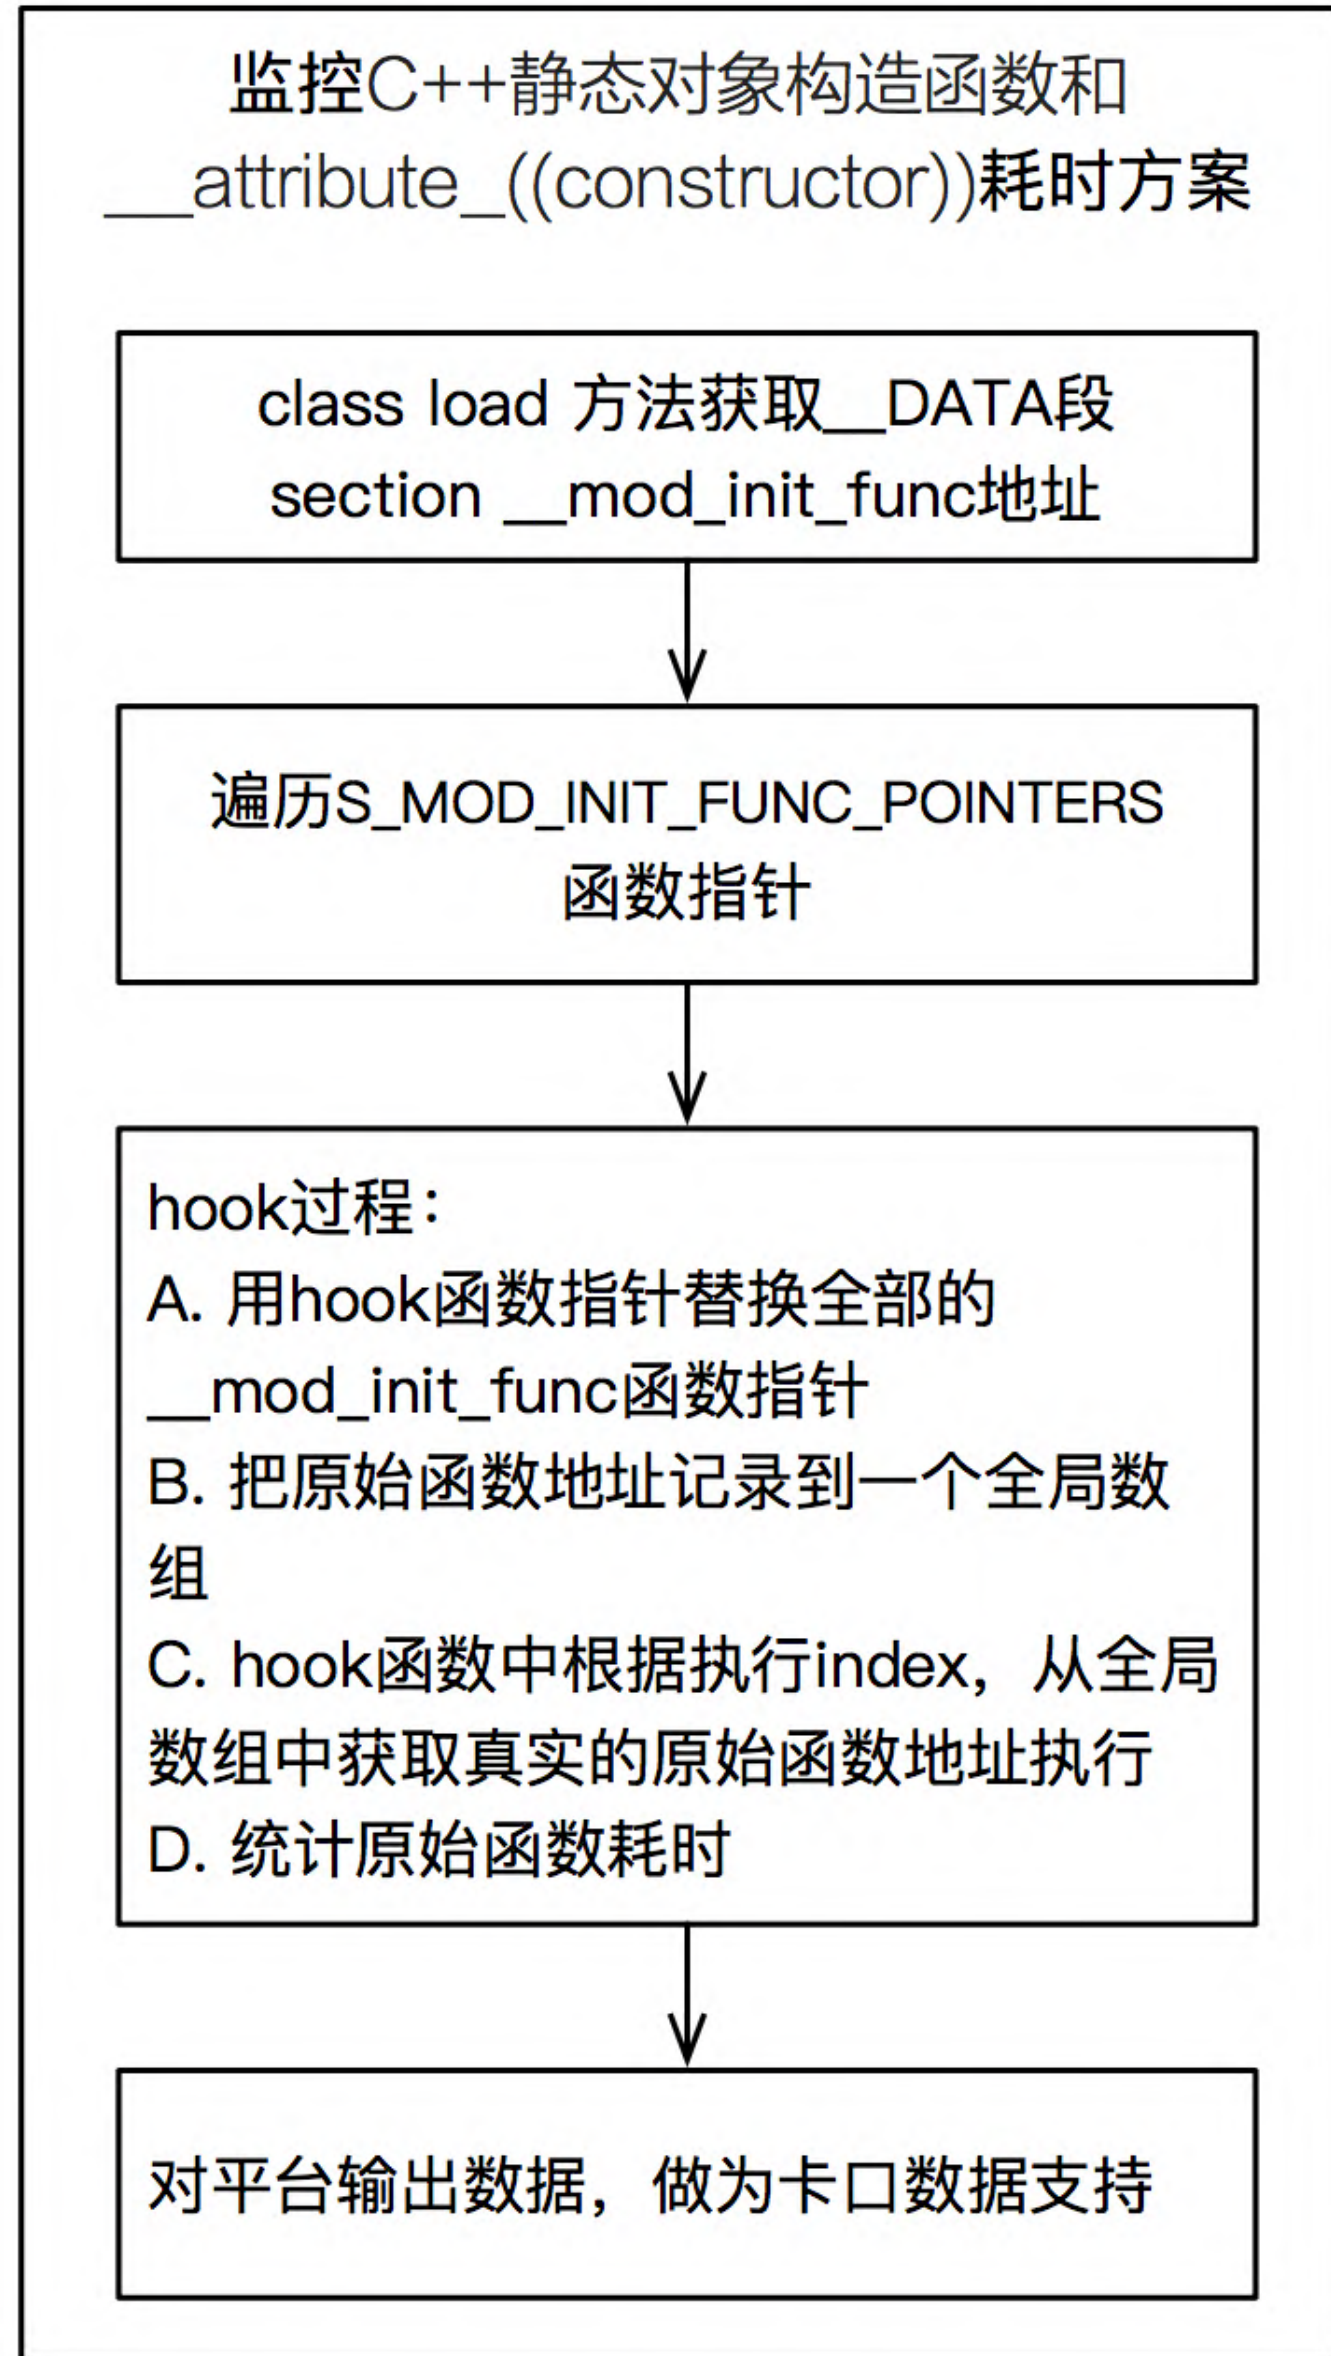 监控C++静态对象构造函数和
__attribute_((constructor))耗时方案
class load 方法获取__DATA段
section __mod_init_func地址
遍历S_MOD_INIT_FUNC_POINTERS
函数指针
hook过程：
A. 用hook函数指针替换全部的
__mod_init_func函数指针
B. 把原始函数地址记录到一个全局数
组
C. hook函数中根据执行index，从全局
数组中获取真实的原始函数地址执行
D. 统计原始函数耗时
对平台输出数据，做为卡口数据支持